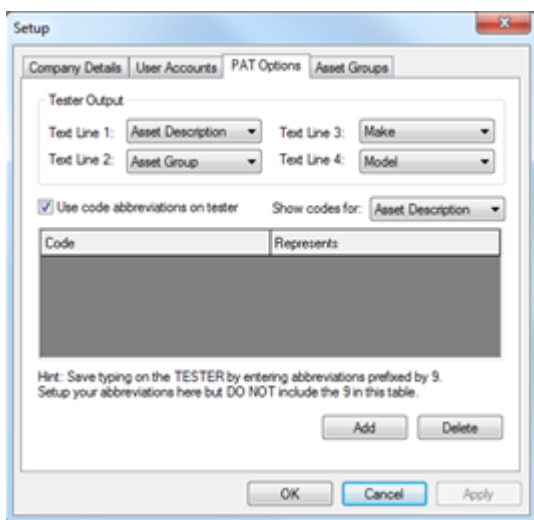 Setup
Company Details User Accounts PAT Options Asset Groups
Tester Output
Text Line 1: Asset Description Text Line 3: Make
Text Line 2: Asset Group Text Line 4: Model
Use code abbreviations on tester Show codes for: Asset Description
Code Represents
Hint: Save typing on the TESTER by entering abbreviations prefixed by 9.
Setup your abbreviations here but DO NOT include the 9 in this table.
Add Delete
OK Cancel Apply